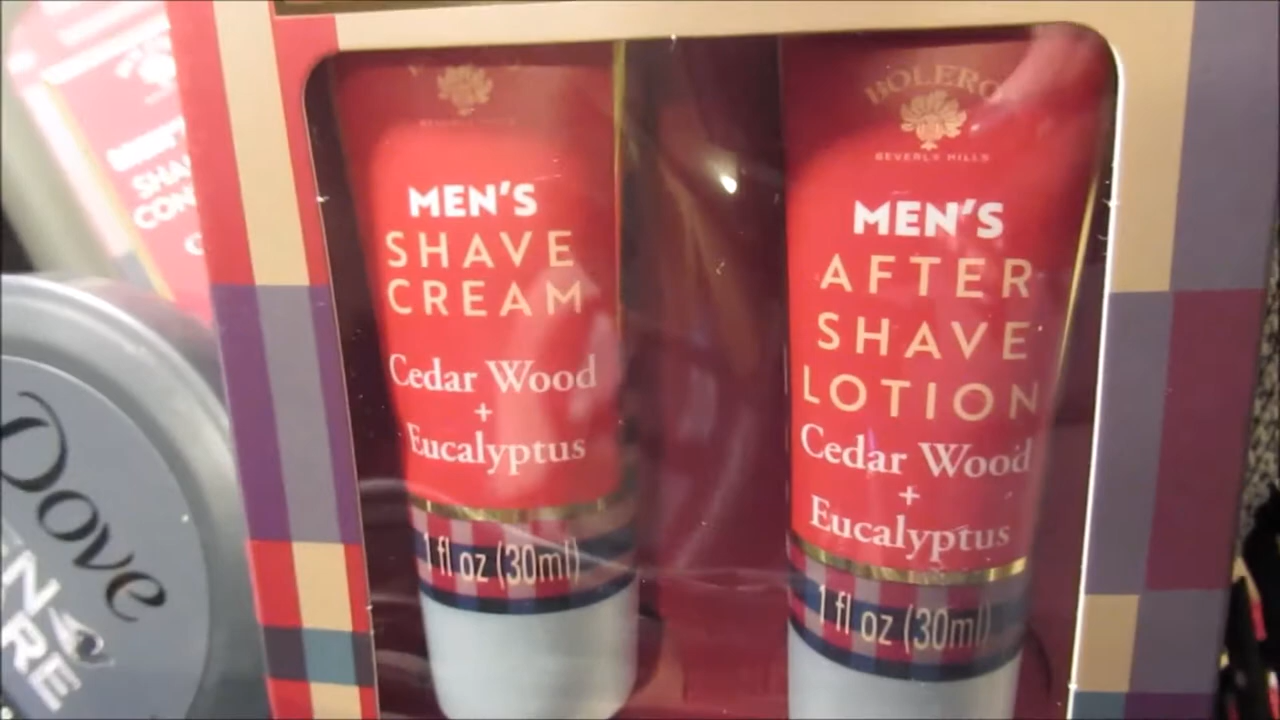 MEN'S
SHAVE
CREAM
Cedar Wood
+
Eucalyptus
1 fl oz (30ml)
BOLERO
BEVERLY HILLS
MEN'S
AFTER
SHAVE
LOTION
Cedar Wood
+
Eucalyptus
1 fl oz (30ml)
Dove